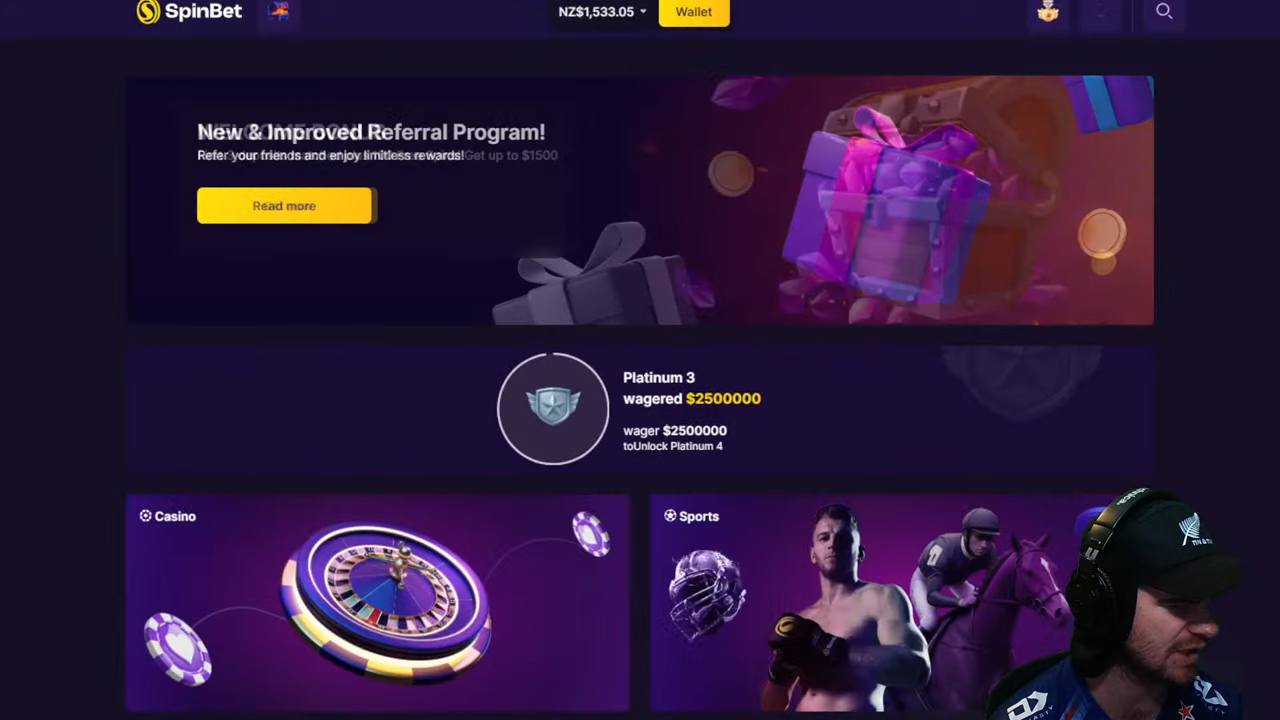 SpinBet
NZ$1,533.05
Wallet
New & Improved Referral Program!
Refer your friends and enjoy limitless rewards!
Get up to $1500
Read more
Platinum 3
wagered $2500000
wager $2500000
toUnlock Platinum 4
Casino
Sports